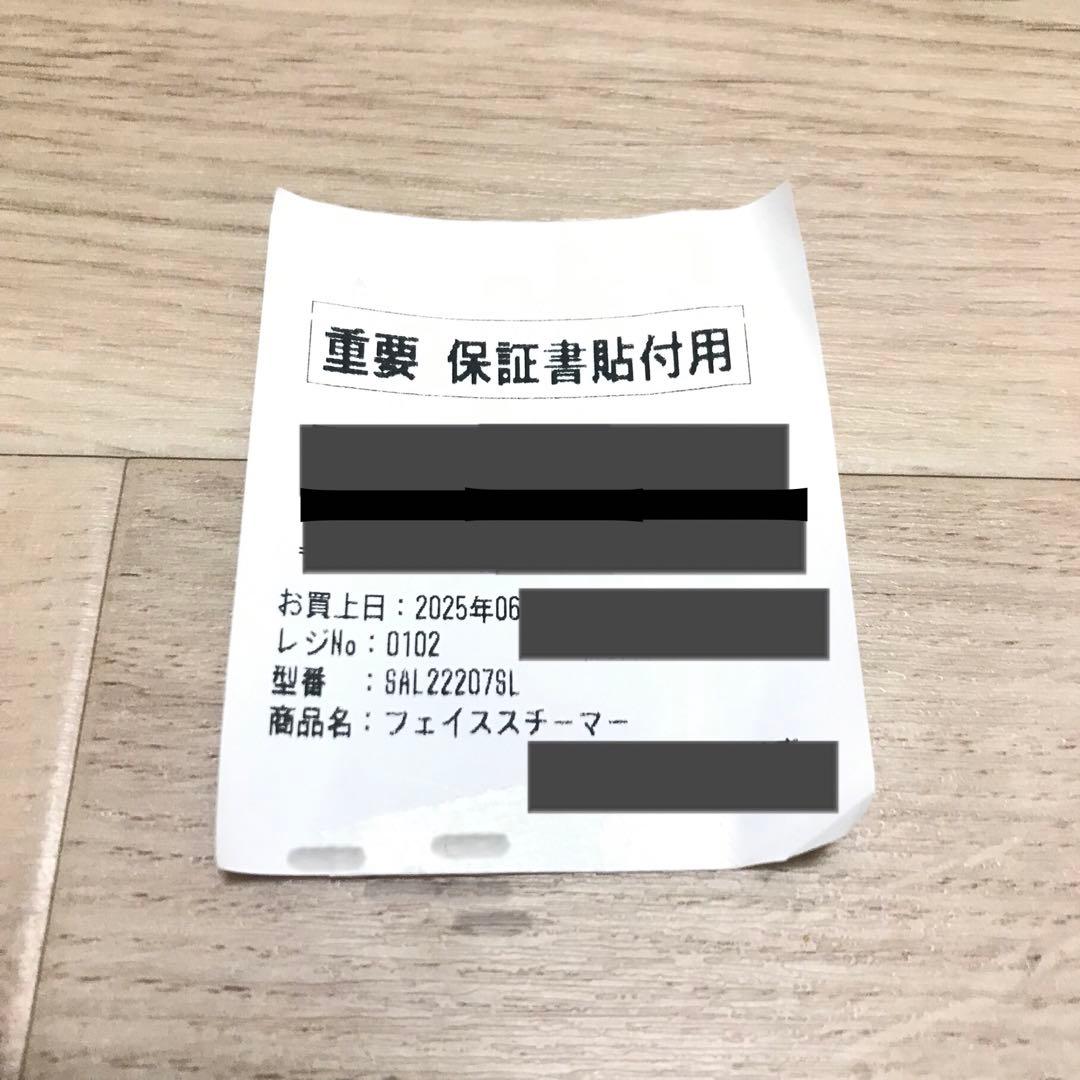 重要 保証書貼付用
お買上日：2025年06
レジNo：0102
型番　：SAL22207SL
商品名：フェイススチーマー